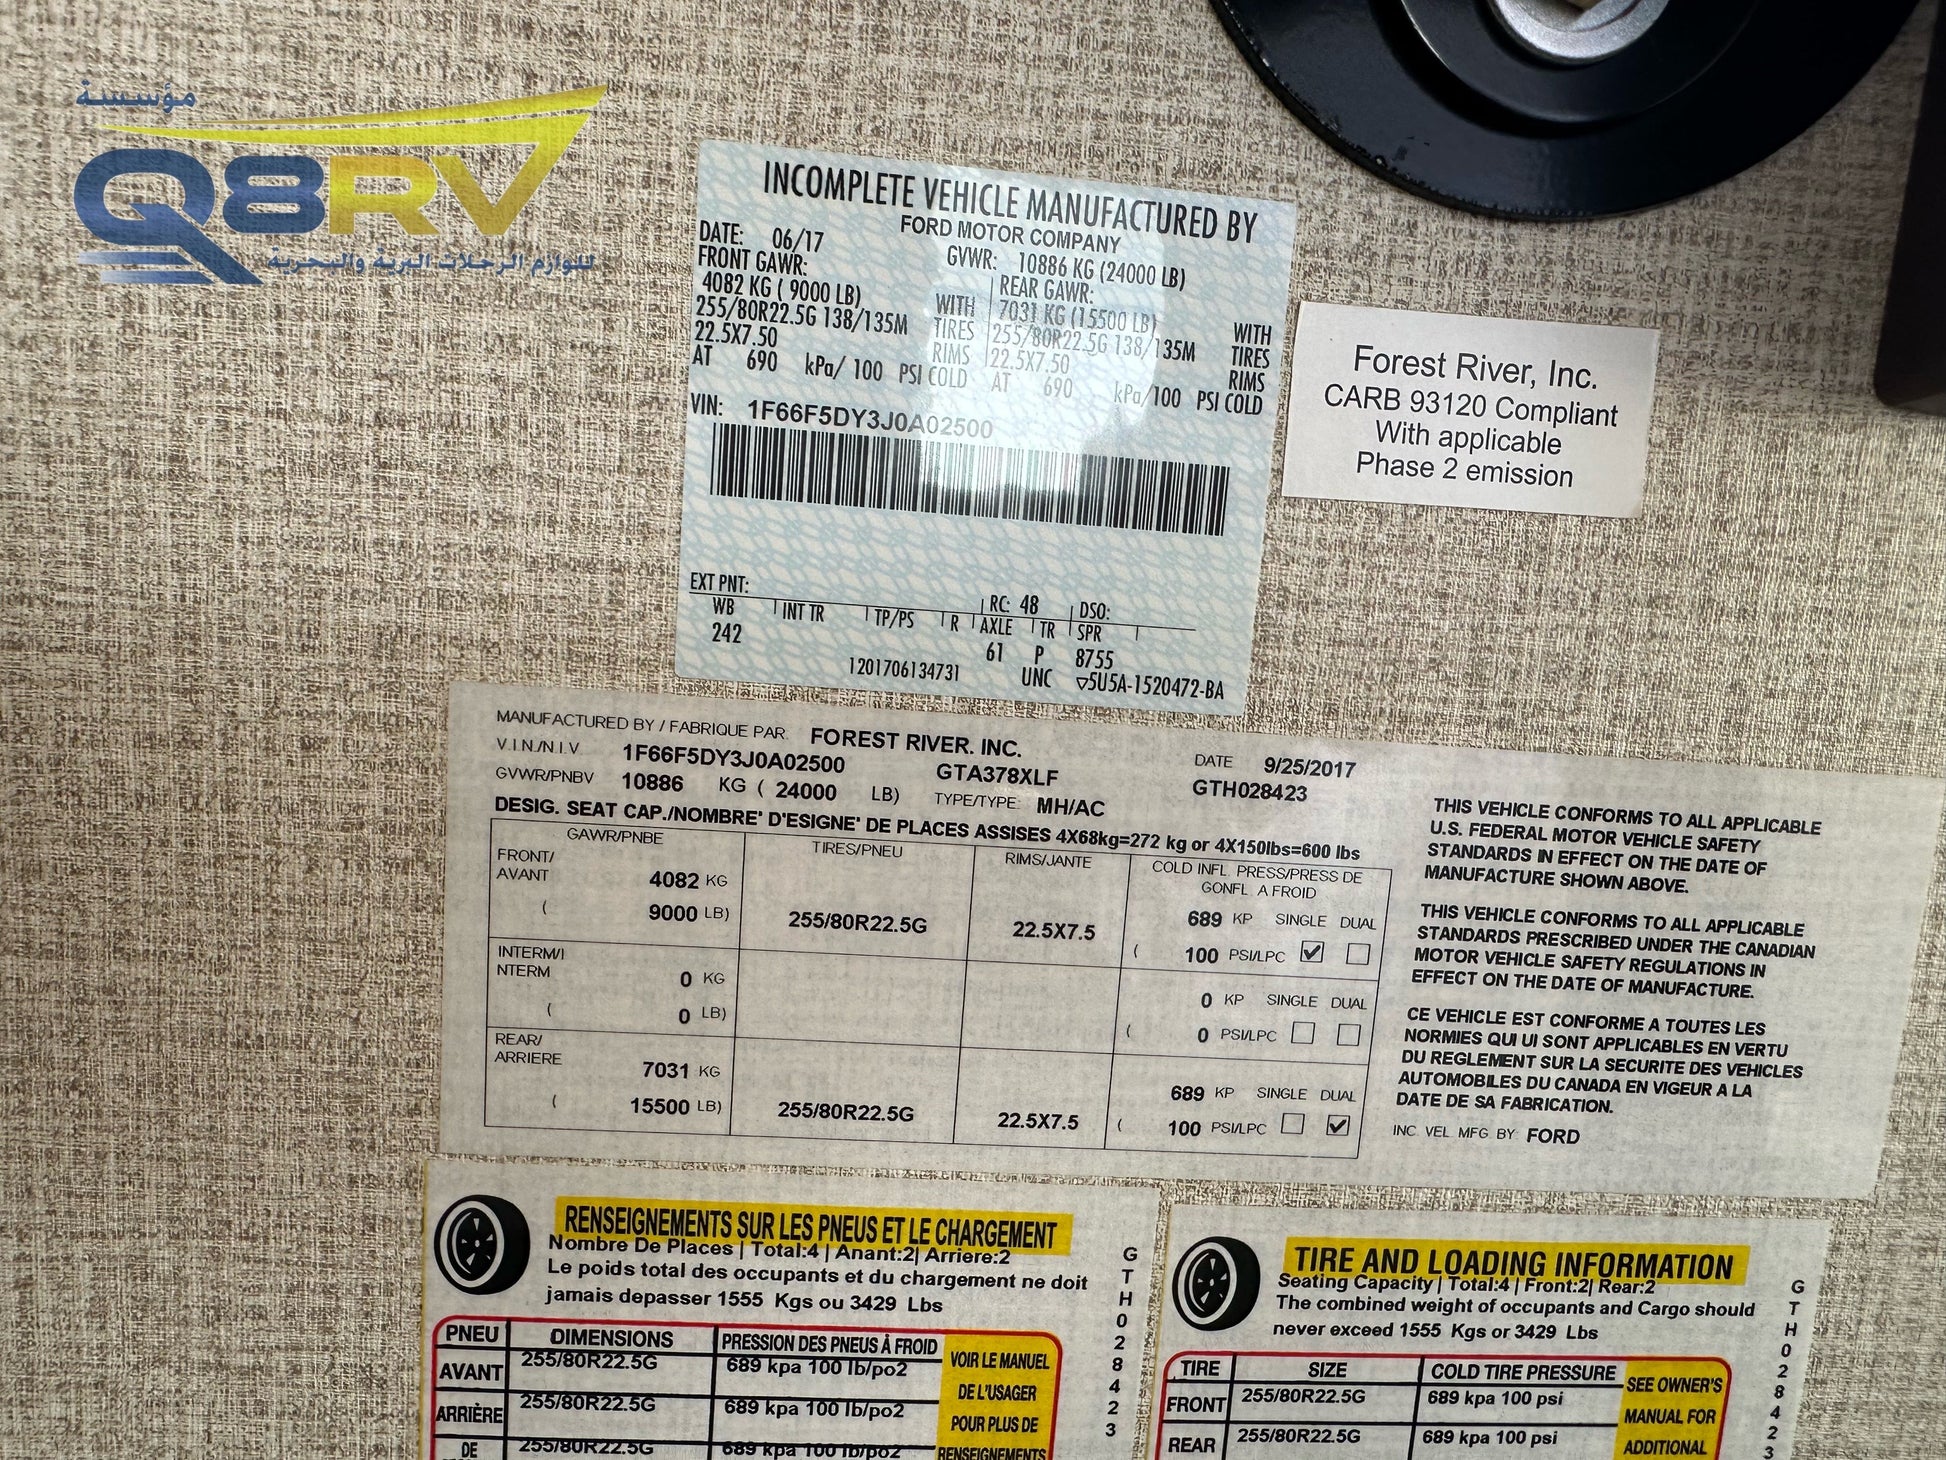 مؤسسة
Q8RV
للوازم الرحلات البرية والبحرية
INCOMPLETE VEHICLE MANUFACTURED BY
FORD MOTOR COMPANY
DATE: 06/17
GVWR: 10886 KG (24000 LB)
FRONT GAWR:
REAR GAWR:
4082 KG ( 9000 LB) WITH
7031 KG (15500 LB) WITH
255/80R22.5G 138/135M TIRES
255/80R22.5G 138/135M TIRES
22.5X7.50 RIMS
22.5X7.50 RIMS
AT 690 kPa/ 100 PSI COLD
AT 690 kPa/100 PSI COLD
VIN: 1F66F5DY3J0A02500
EXT PNT: RC: 48 DSO:
WB INT TR TP/PS R AXLE TR SPR
242 61 P 8755
1201706134731 UNC ▽5U5A-1520472-BA
Forest River, Inc.
CARB 93120 Compliant
With applicable
Phase 2 emission
MANUFACTURED BY / FABRIQUE PAR FOREST RIVER. INC.
V.I.N./N.I.V. 1F66F5DY3J0A02500 GTA378XLF DATE 9/25/2017
GVWR/PNBV 10886 KG ( 24000 LB) TYPE/TYPE: MH/AC GTH028423
DESIG. SEAT CAP./NOMBRE' D'ESIGNE' DE PLACES ASSISES 4X68kg=272 kg or 4X150lbs=600 lbs
GAWR/PNBE TIRES/PNEU RIMS/JANTE COLD INFL. PRESS/PRESS DE
GONFL. A FROID
FRONT/
AVANT 4082 KG
( 9000 LB) 255/80R22.5G 22.5X7.5
689 KP SINGLE DUAL
( 100 PSI/LPC ☑ ☐
INTERM/I
NTERM 0 KG
( 0 LB)
0 KP SINGLE DUAL
( 0 PSI/LPC ☐ ☐
REAR/
ARRIERE 7031 KG
( 15500 LB) 255/80R22.5G 22.5X7.5
689 KP SINGLE DUAL
( 100 PSI/LPC ☐ ☑
THIS VEHICLE CONFORMS TO ALL APPLICABLE
U.S. FEDERAL MOTOR VEHICLE SAFETY
STANDARDS IN EFFECT ON THE DATE OF
MANUFACTURE SHOWN ABOVE.
THIS VEHICLE CONFORMS TO ALL APPLICABLE
STANDARDS PRESCRIBED UNDER THE CANADIAN
MOTOR VEHICLE SAFETY REGULATIONS IN
EFFECT ON THE DATE OF MANUFACTURE.
CE VEHICLE EST CONFORME A TOUTES LES
NORMIES QUI UI SONT APPLICABLES EN VERTU
DU REGLEMENT SUR LA SECURITE DES VEHICLES
AUTOMOBILES DU CANADA EN VIGEUR A LA
DATE DE SA FABRICATION.
INC. VEL. MFG BY: FORD
RENSEIGNEMENTS SUR LES PNEUS ET LE CHARGEMENT
Nombre De Places | Total:4 | Anant:2| Arriere:2
Le poids total des occupants et du chargement ne doit
jamais depasser 1555 Kgs ou 3429 Lbs
PNEU DIMENSIONS PRESSION DES PNEUS À FROID
AVANT 255/80R22.5G 689 kpa 100 lb/po2
ARRIÈRE 255/80R22.5G 689 kpa 100 lb/po2
DE 255/80R22.5G 689 kpa 100 lb/po2
VOIR LE MANUEL
DE L'USAGER
POUR PLUS DE
RENSEIGNEMENTS
GTH028423
TIRE AND LOADING INFORMATION
Seating Capacity | Total:4 | Front:2| Rear:2
The combined weight of occupants and Cargo should
never exceed 1555 Kgs or 3429 Lbs
TIRE SIZE COLD TIRE PRESSURE
FRONT 255/80R22.5G 689 kpa 100 psi
REAR 255/80R22.5G 689 kpa 100 psi
SEE OWNER'S
MANUAL FOR
ADDITIONAL
GTH028423